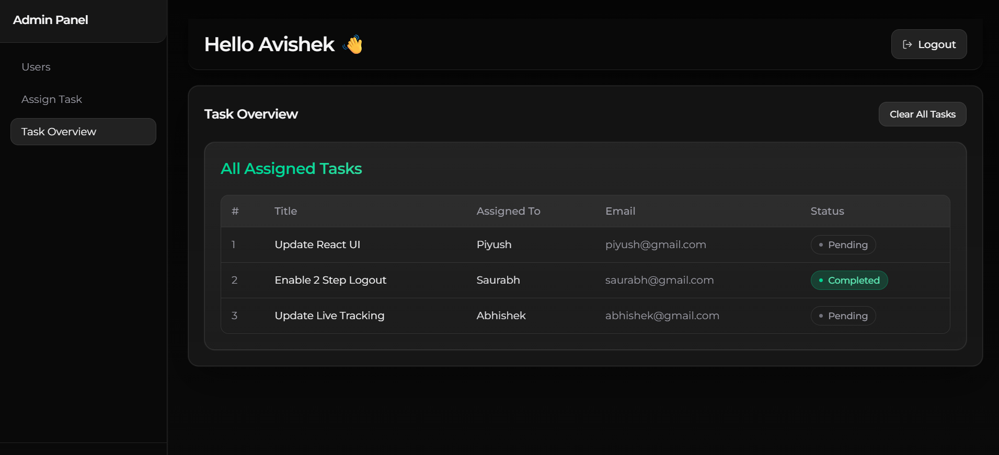 Admin Panel
Users
Assign Task
Task Overview
Hello Avishek 👋
Logout
Task Overview
Clear All Tasks
All Assigned Tasks
# Title Assigned To Email Status
1 Update React UI Piyush piyush@gmail.com Pending
2 Enable 2 Step Logout Saurabh saurabh@gmail.com Completed
3 Update Live Tracking Abhishek abhishek@gmail.com Pending